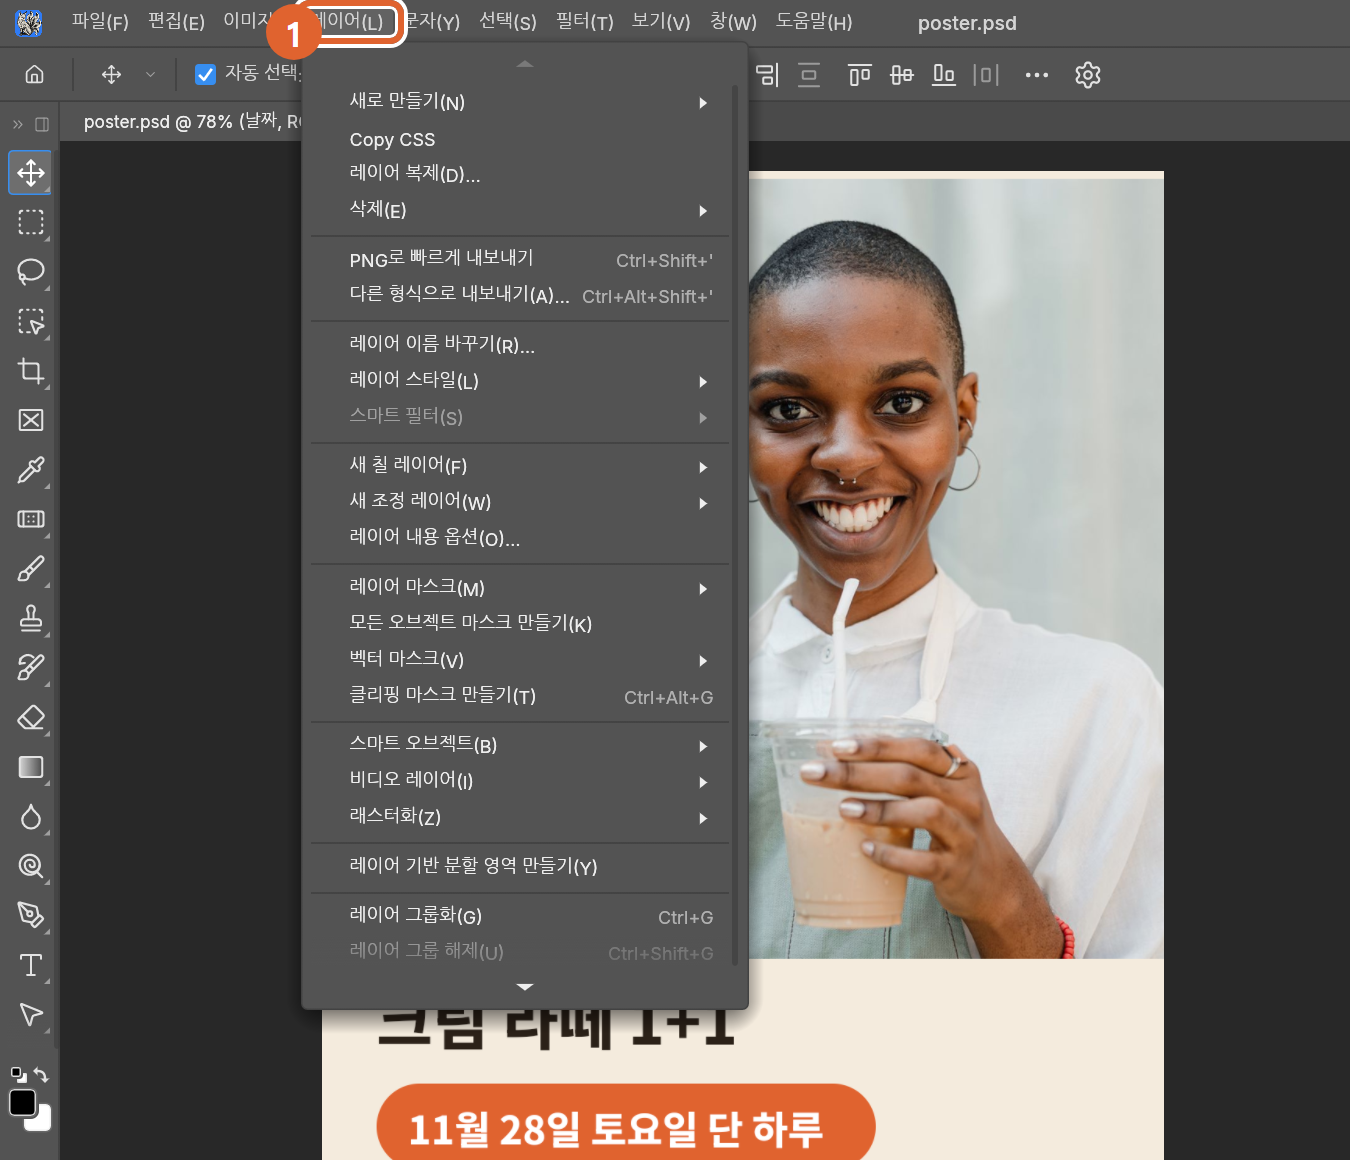 파일(F) 편집(E) 이미지 레이어(L) 문자(Y) 선택(S) 필터(T) 보기(V) 창(W) 도움말(H) poster.psd
1
자동 선택:
poster.psd @ 78% (날짜,
새로 만들기(N)
Copy CSS
레이어 복제(D)...
삭제(E)
PNG로 빠르게 내보내기 Ctrl+Shift+'
다른 형식으로 내보내기(A)... Ctrl+Alt+Shift+'
레이어 이름 바꾸기(R)...
레이어 스타일(L)
스마트 필터(S)
새 칠 레이어(F)
새 조정 레이어(W)
레이어 내용 옵션(O)...
레이어 마스크(M)
모든 오브젝트 마스크 만들기(K)
벡터 마스크(V)
클리핑 마스크 만들기(T) Ctrl+Alt+G
스마트 오브젝트(B)
비디오 레이어(I)
래스터화(Z)
레이어 기반 분할 영역 만들기(Y)
레이어 그룹화(G) Ctrl+G
레이어 그룹 해제(U) Ctrl+Shift+G
크림 라떼 1+1
11월 28일 토요일 단 하루